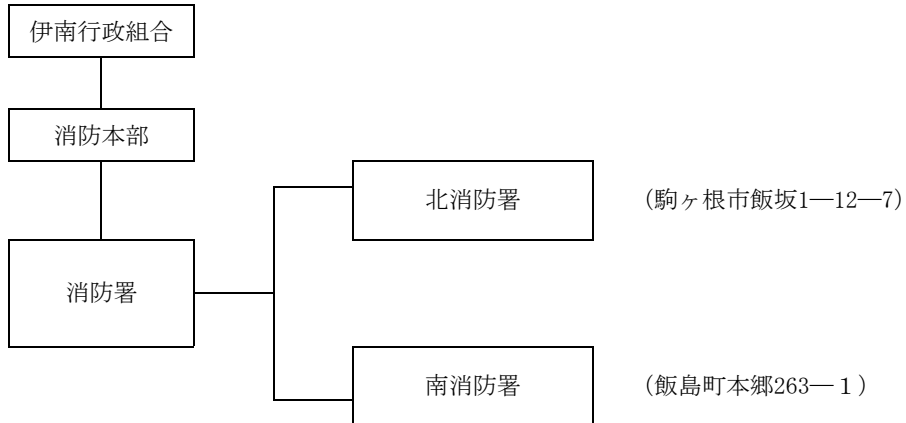 伊南行政組合
消防本部
北消防署 (駒ヶ根市飯坂1―12―7)
消防署
南消防署 (飯島町本郷263―１)